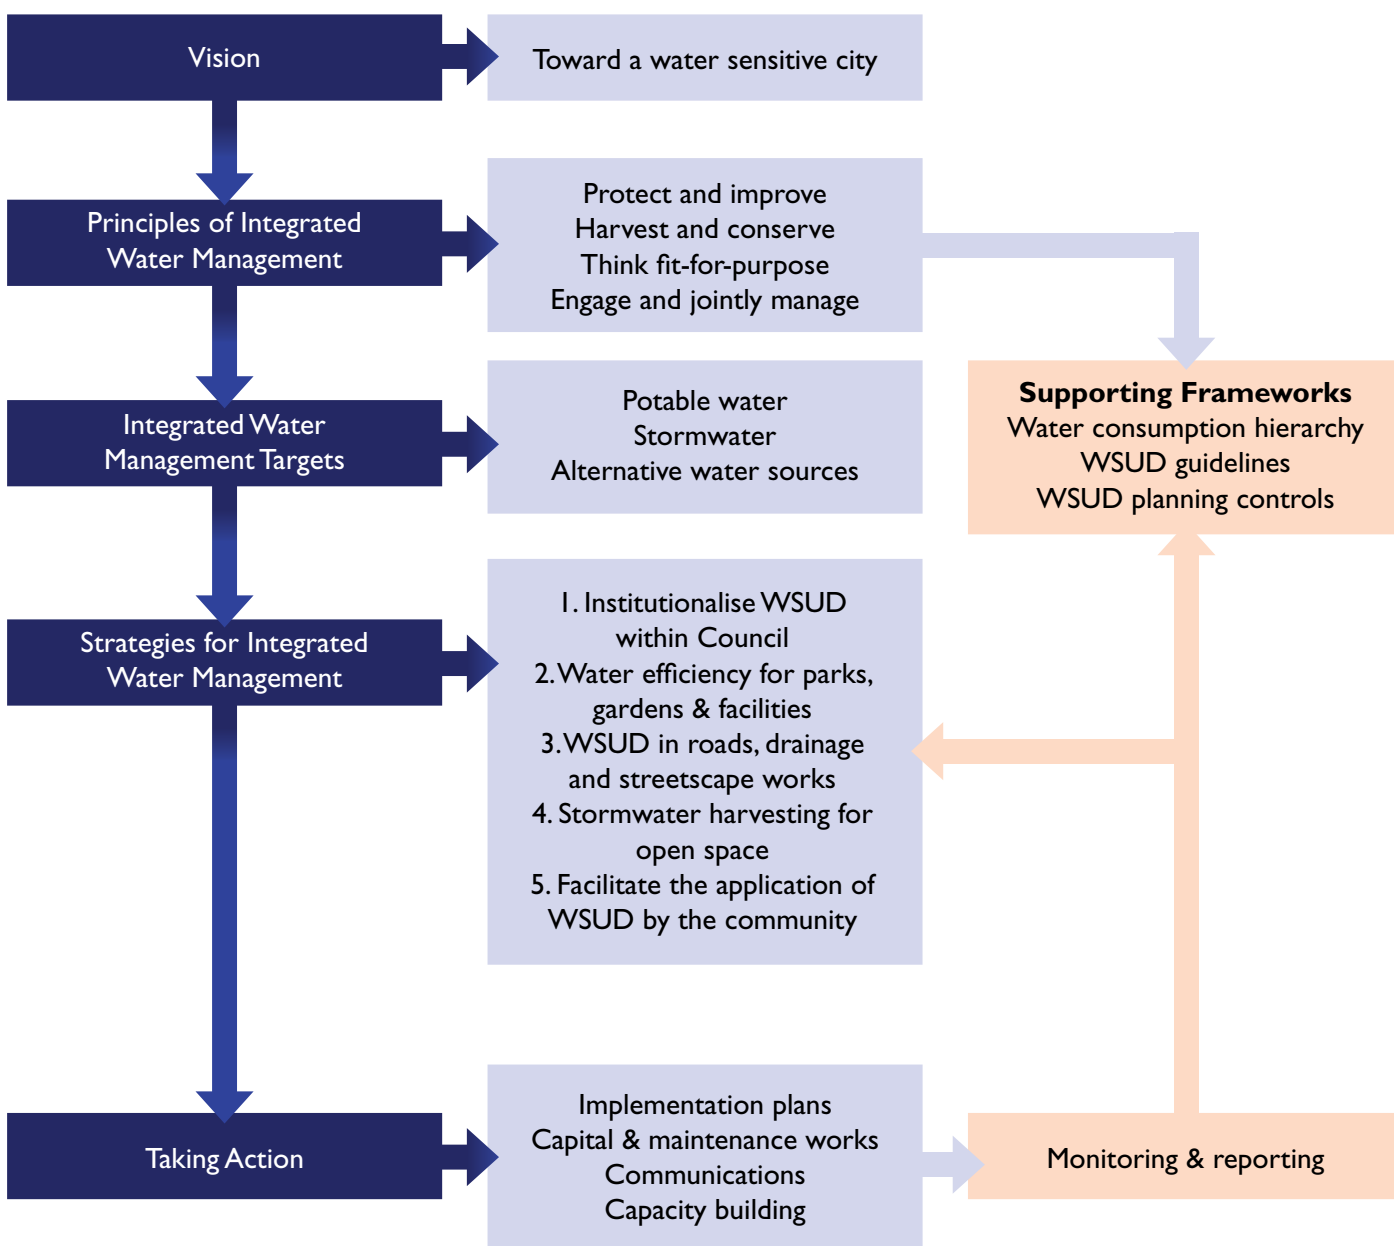 Vision
Toward a water sensitive city
Principles of Integrated
Water Management
Protect and improve
Harvest and conserve
Think fit-for-purpose
Engage and jointly manage
Integrated Water
Management Targets
Potable water
Stormwater
Alternative water sources
Supporting Frameworks
Water consumption hierarchy
WSUD guidelines
WSUD planning controls
Strategies for Integrated
Water Management
1. Institutionalise WSUD
within Council
2. Water efficiency for parks,
gardens & facilities
3. WSUD in roads, drainage
and streetscape works
4. Stormwater harvesting for
open space
5. Facilitate the application of
WSUD by the community
Taking Action
Implementation plans
Capital & maintenance works
Communications
Capacity building
Monitoring & reporting